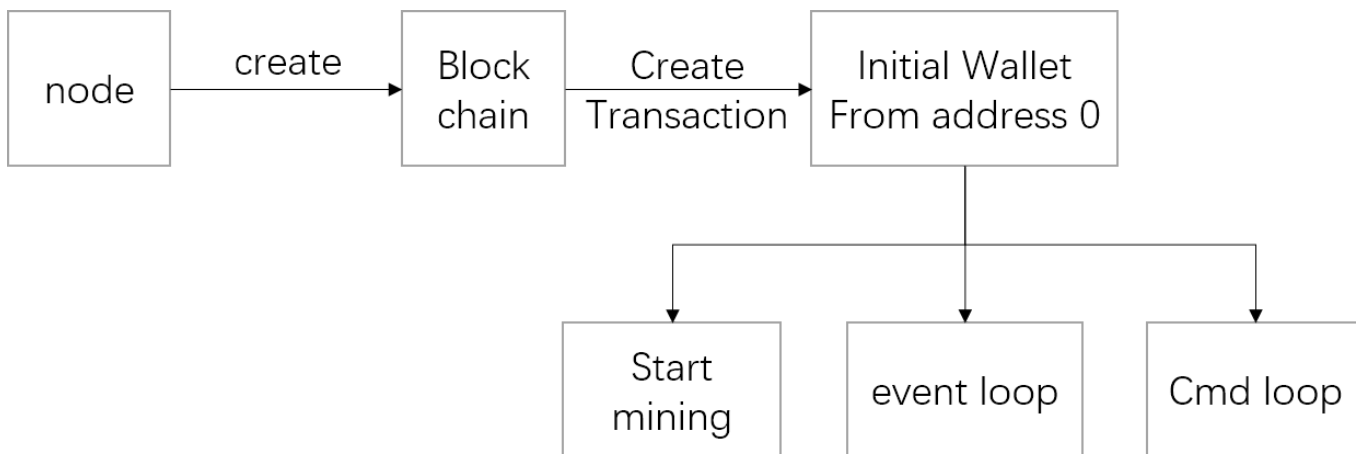 node
create
Block
chain
Create
Transaction
Initial Wallet
From address 0
Start
mining
event loop
Cmd loop